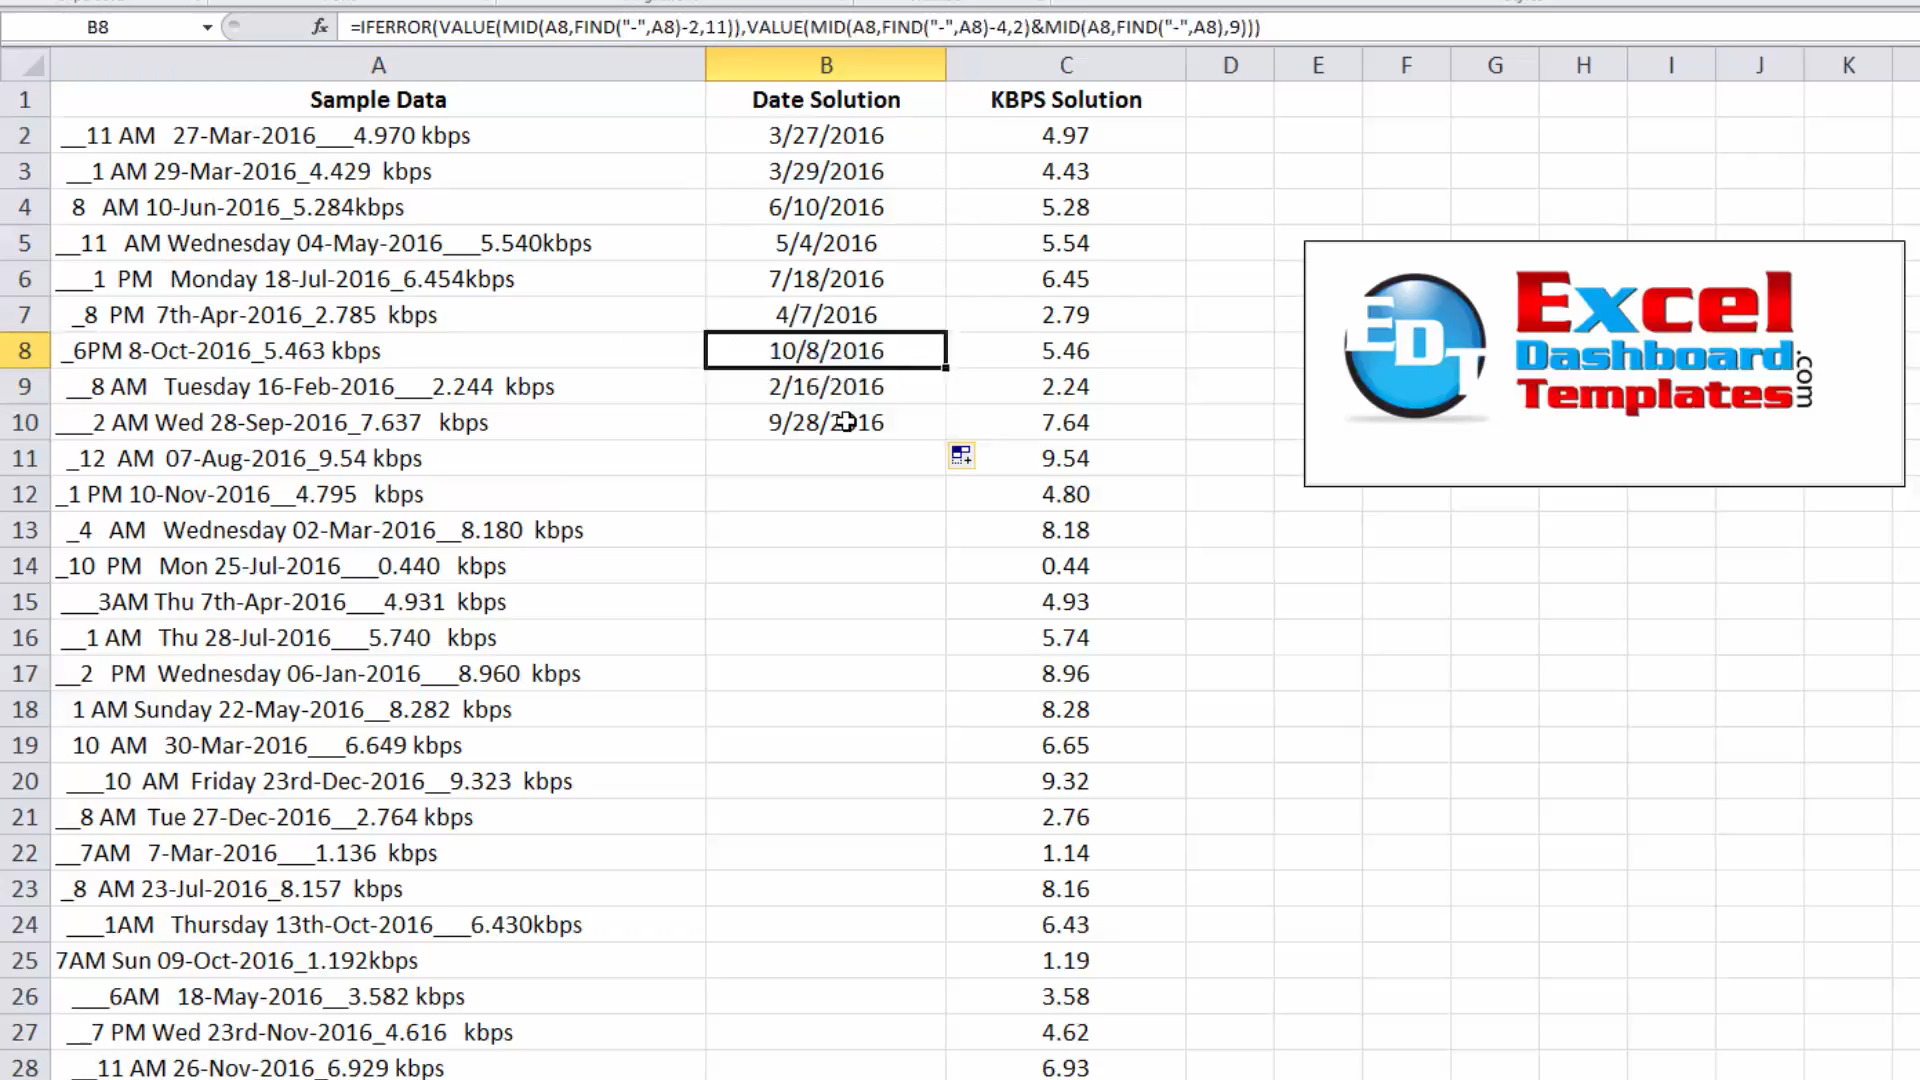 B8 fx =IFERROR(VALUE(MID(A8,FIND("-",A8)-2,11)),VALUE(MID(A8,FIND("-",A8)-4,2)&MID(A8,FIND("-",A8),9)))
A B C D E F G H I J K
1 Sample Data Date Solution KBPS Solution
2 __11 AM   27-Mar-2016___4.970 kbps 3/27/2016 4.97
3 __1 AM 29-Mar-2016_4.429  kbps 3/29/2016 4.43
4 8   AM 10-Jun-2016_5.284kbps 6/10/2016 5.28
5 __11   AM Wednesday 04-May-2016___5.540kbps 5/4/2016 5.54
6 ___1  PM   Monday 18-Jul-2016_6.454kbps 7/18/2016 6.45
7 _8  PM  7th-Apr-2016_2.785  kbps 4/7/2016 2.79
8 _6PM 8-Oct-2016_5.463 kbps 10/8/2016 5.46
9 __8 AM   Tuesday 16-Feb-2016___2.244  kbps 2/16/2016 2.24
10 ___2 AM Wed 28-Sep-2016_7.637   kbps 9/28/2016 7.64
11 _12  AM  07-Aug-2016_9.54 kbps 9.54
12 _1 PM 10-Nov-2016__4.795   kbps 4.80
13 _4   AM   Wednesday 02-Mar-2016__8.180  kbps 8.18
14 _10  PM   Mon 25-Jul-2016___0.440   kbps 0.44
15 ___3AM Thu 7th-Apr-2016___4.931  kbps 4.93
16 __1 AM   Thu 28-Jul-2016___5.740   kbps 5.74
17 __2   PM  Wednesday 06-Jan-2016___8.960  kbps 8.96
18 1 AM Sunday 22-May-2016__8.282  kbps 8.28
19 10  AM   30-Mar-2016___6.649 kbps 6.65
20 ___10  AM  Friday 23rd-Dec-2016__9.323  kbps 9.32
21 __8 AM  Tue 27-Dec-2016__2.764 kbps 2.76
22 __7AM   7-Mar-2016___1.136  kbps 1.14
23 _8  AM 23-Jul-2016_8.157  kbps 8.16
24 ___1AM   Thursday 13th-Oct-2016___6.430kbps 6.43
25 7AM Sun 09-Oct-2016_1.192kbps 1.19
26 ___6AM   18-May-2016__3.582 kbps 3.58
27 __7 PM Wed 23rd-Nov-2016_4.616   kbps 4.62
28 __11 AM 26-Nov-2016_6.929 kbps 6.93
EDT
Excel
Dashboard
Templates
.com